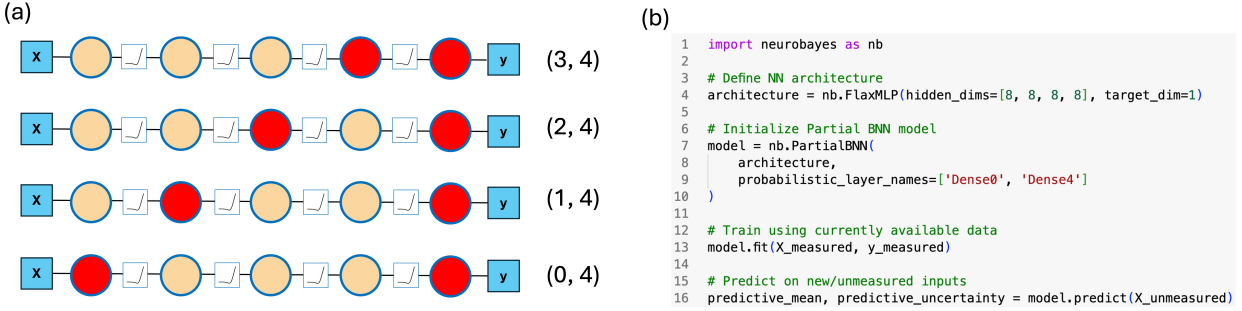 (a)
X y (3, 4)
X y (2, 4)
X y (1, 4)
X y (0, 4)
(b)
1 import neurobayes as nb
2
3 # Define NN architecture
4 architecture = nb.FlaxMLP(hidden_dims=[8, 8, 8, 8], target_dim=1)
5
6 # Initialize Partial BNN model
7 model = nb.PartialBNN(
8     architecture,
9     probabilistic_layer_names=['Dense0', 'Dense4']
10 )
11
12 # Train using currently available data
13 model.fit(X_measured, y_measured)
14
15 # Predict on new/unmeasured inputs
16 predictive_mean, predictive_uncertainty = model.predict(X_unmeasured)